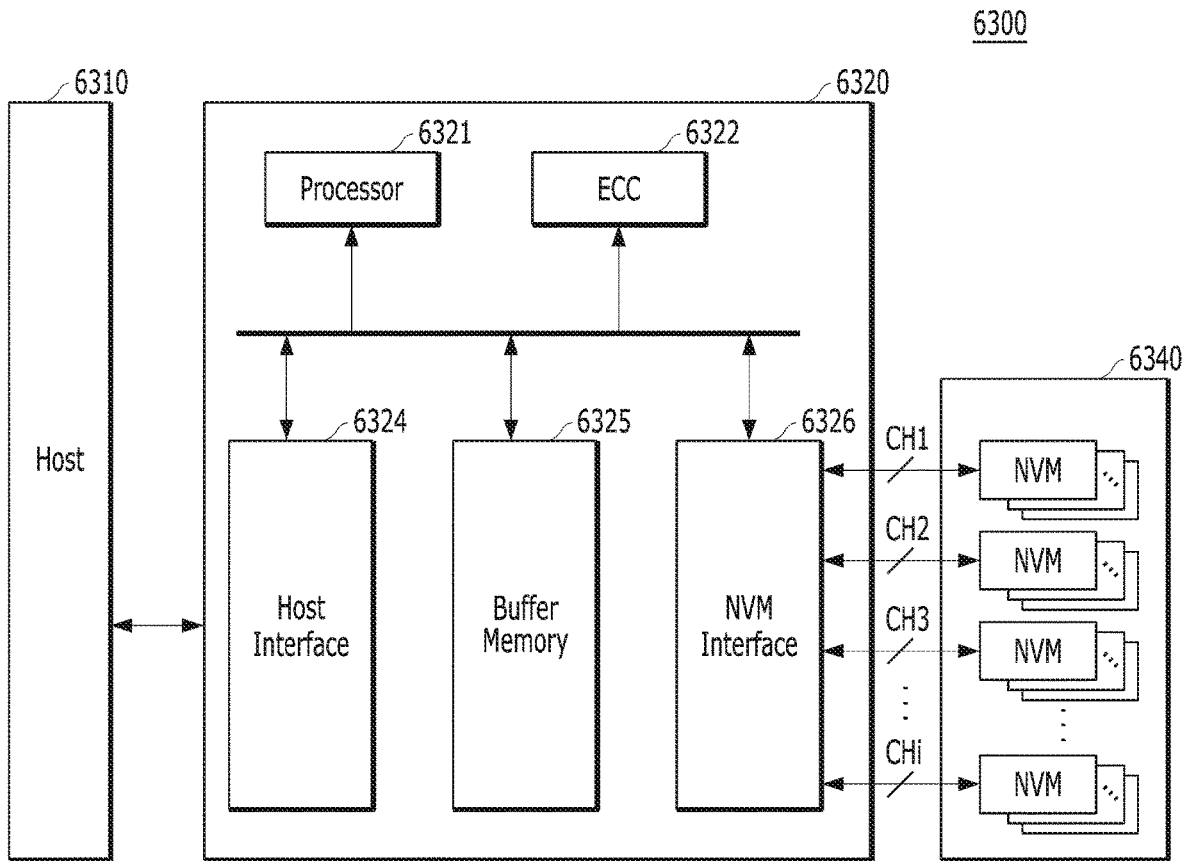 6300
6310
6320
6321
6322
Processor
ECC
6340
6324
6325
6326
CH1
Host
NVM
CH2
NVM
Host
Interface
Buffer
Memory
NVM
Interface
CH3
NVM
CHi
NVM